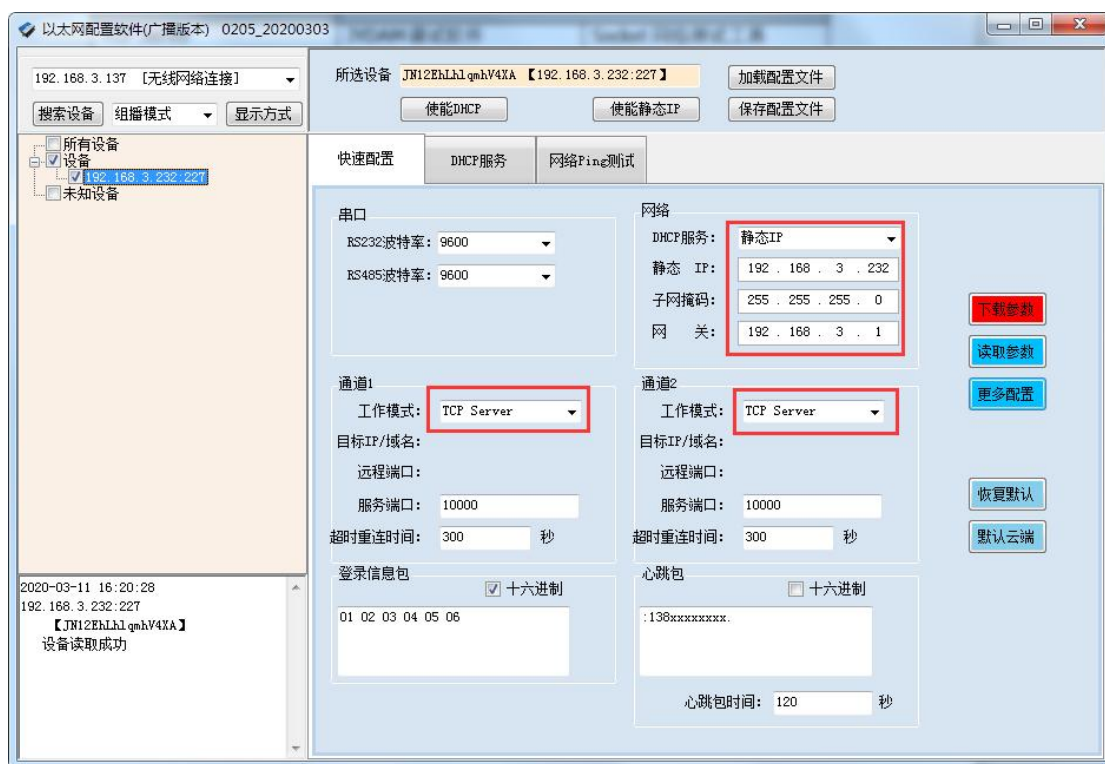 以太网配置软件(广播版本) 0205_20200303
192.168.3.137 [无线网络连接]
搜索设备 组播模式 显示方式
所有设备
设备
192.168.3.232:227
未知设备
2020-03-11 16:20:28
192.168.3.232:227
【JN12EhLhlqmhV4XA】
设备读取成功
所选设备 JN12EhLhlqmhV4XA 【192.168.3.232:227】 加载配置文件
使能DHCP 使能静态IP 保存配置文件
快速配置 DHCP服务 网络Ping测试
串口
RS232波特率: 9600
RS485波特率: 9600
网络
DHCP服务: 静态IP
静态 IP: 192 . 168 . 3 . 232
子网掩码: 255 . 255 . 255 . 0
网 关: 192 . 168 . 3 . 1
通道1
工作模式: TCP Server
目标IP/域名:
远程端口:
服务端口: 10000
超时重连时间: 300 秒
通道2
工作模式: TCP Server
目标IP/域名:
远程端口:
服务端口: 10000
超时重连时间: 300 秒
登录信息包
十六进制
01 02 03 04 05 06
心跳包
十六进制
:138xxxxxxxx.
心跳包时间: 120 秒
下载参数
读取参数
更多配置
恢复默认
默认云端